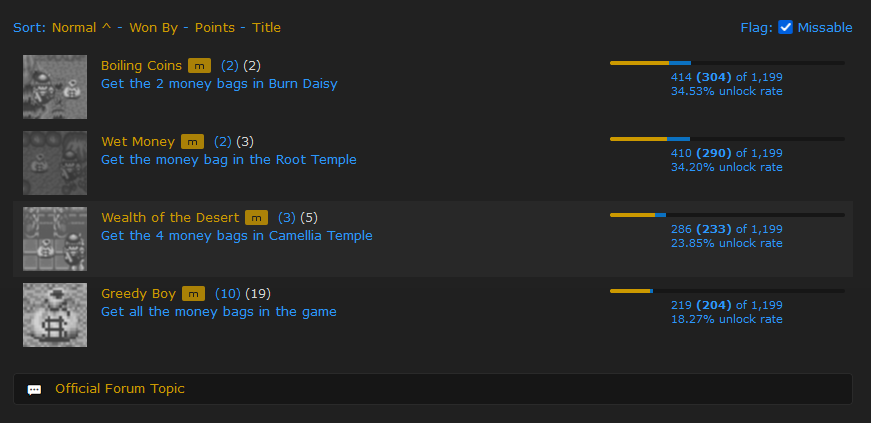 Sort: Normal ^ - Won By - Points - Title
Flag: Missable
Boiling Coins m (2) (2)
Get the 2 money bags in Burn Daisy
414 (304) of 1,199
34.53% unlock rate
Wet Money m (2) (3)
Get the money bag in the Root Temple
410 (290) of 1,199
34.20% unlock rate
Wealth of the Desert m (3) (5)
Get the 4 money bags in Camellia Temple
286 (233) of 1,199
23.85% unlock rate
Greedy Boy m (10) (19)
Get all the money bags in the game
219 (204) of 1,199
18.27% unlock rate
Official Forum Topic